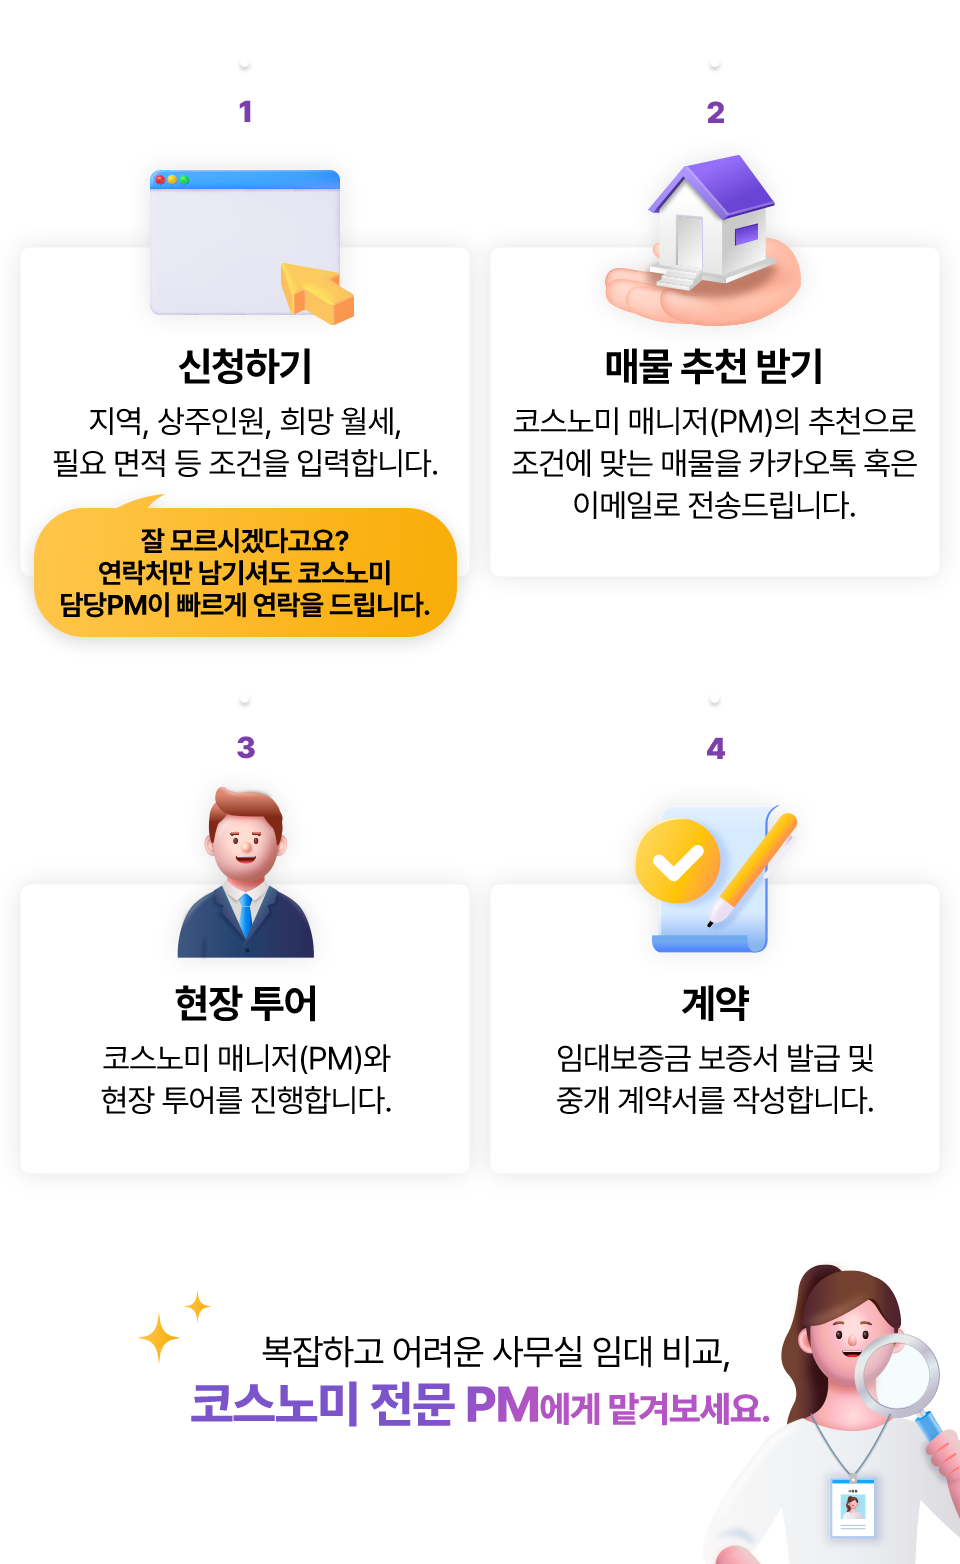 1
신청하기
지역, 상주인원, 희망 월세,
필요 면적 등 조건을 입력합니다.
잘 모르시겠다고요?
연락처만 남기셔도 코스노미
담당PM이 빠르게 연락을 드립니다.
2
매물 추천 받기
코스노미 매니저(PM)의 추천으로
조건에 맞는 매물을 카카오톡 혹은
이메일로 전송드립니다.
3
현장 투어
코스노미 매니저(PM)와
현장 투어를 진행합니다.
4
계약
임대보증금 보증서 발급 및
중개 계약서를 작성합니다.
복잡하고 어려운 사무실 임대 비교,
코스노미 전문 PM에게 맡겨보세요.